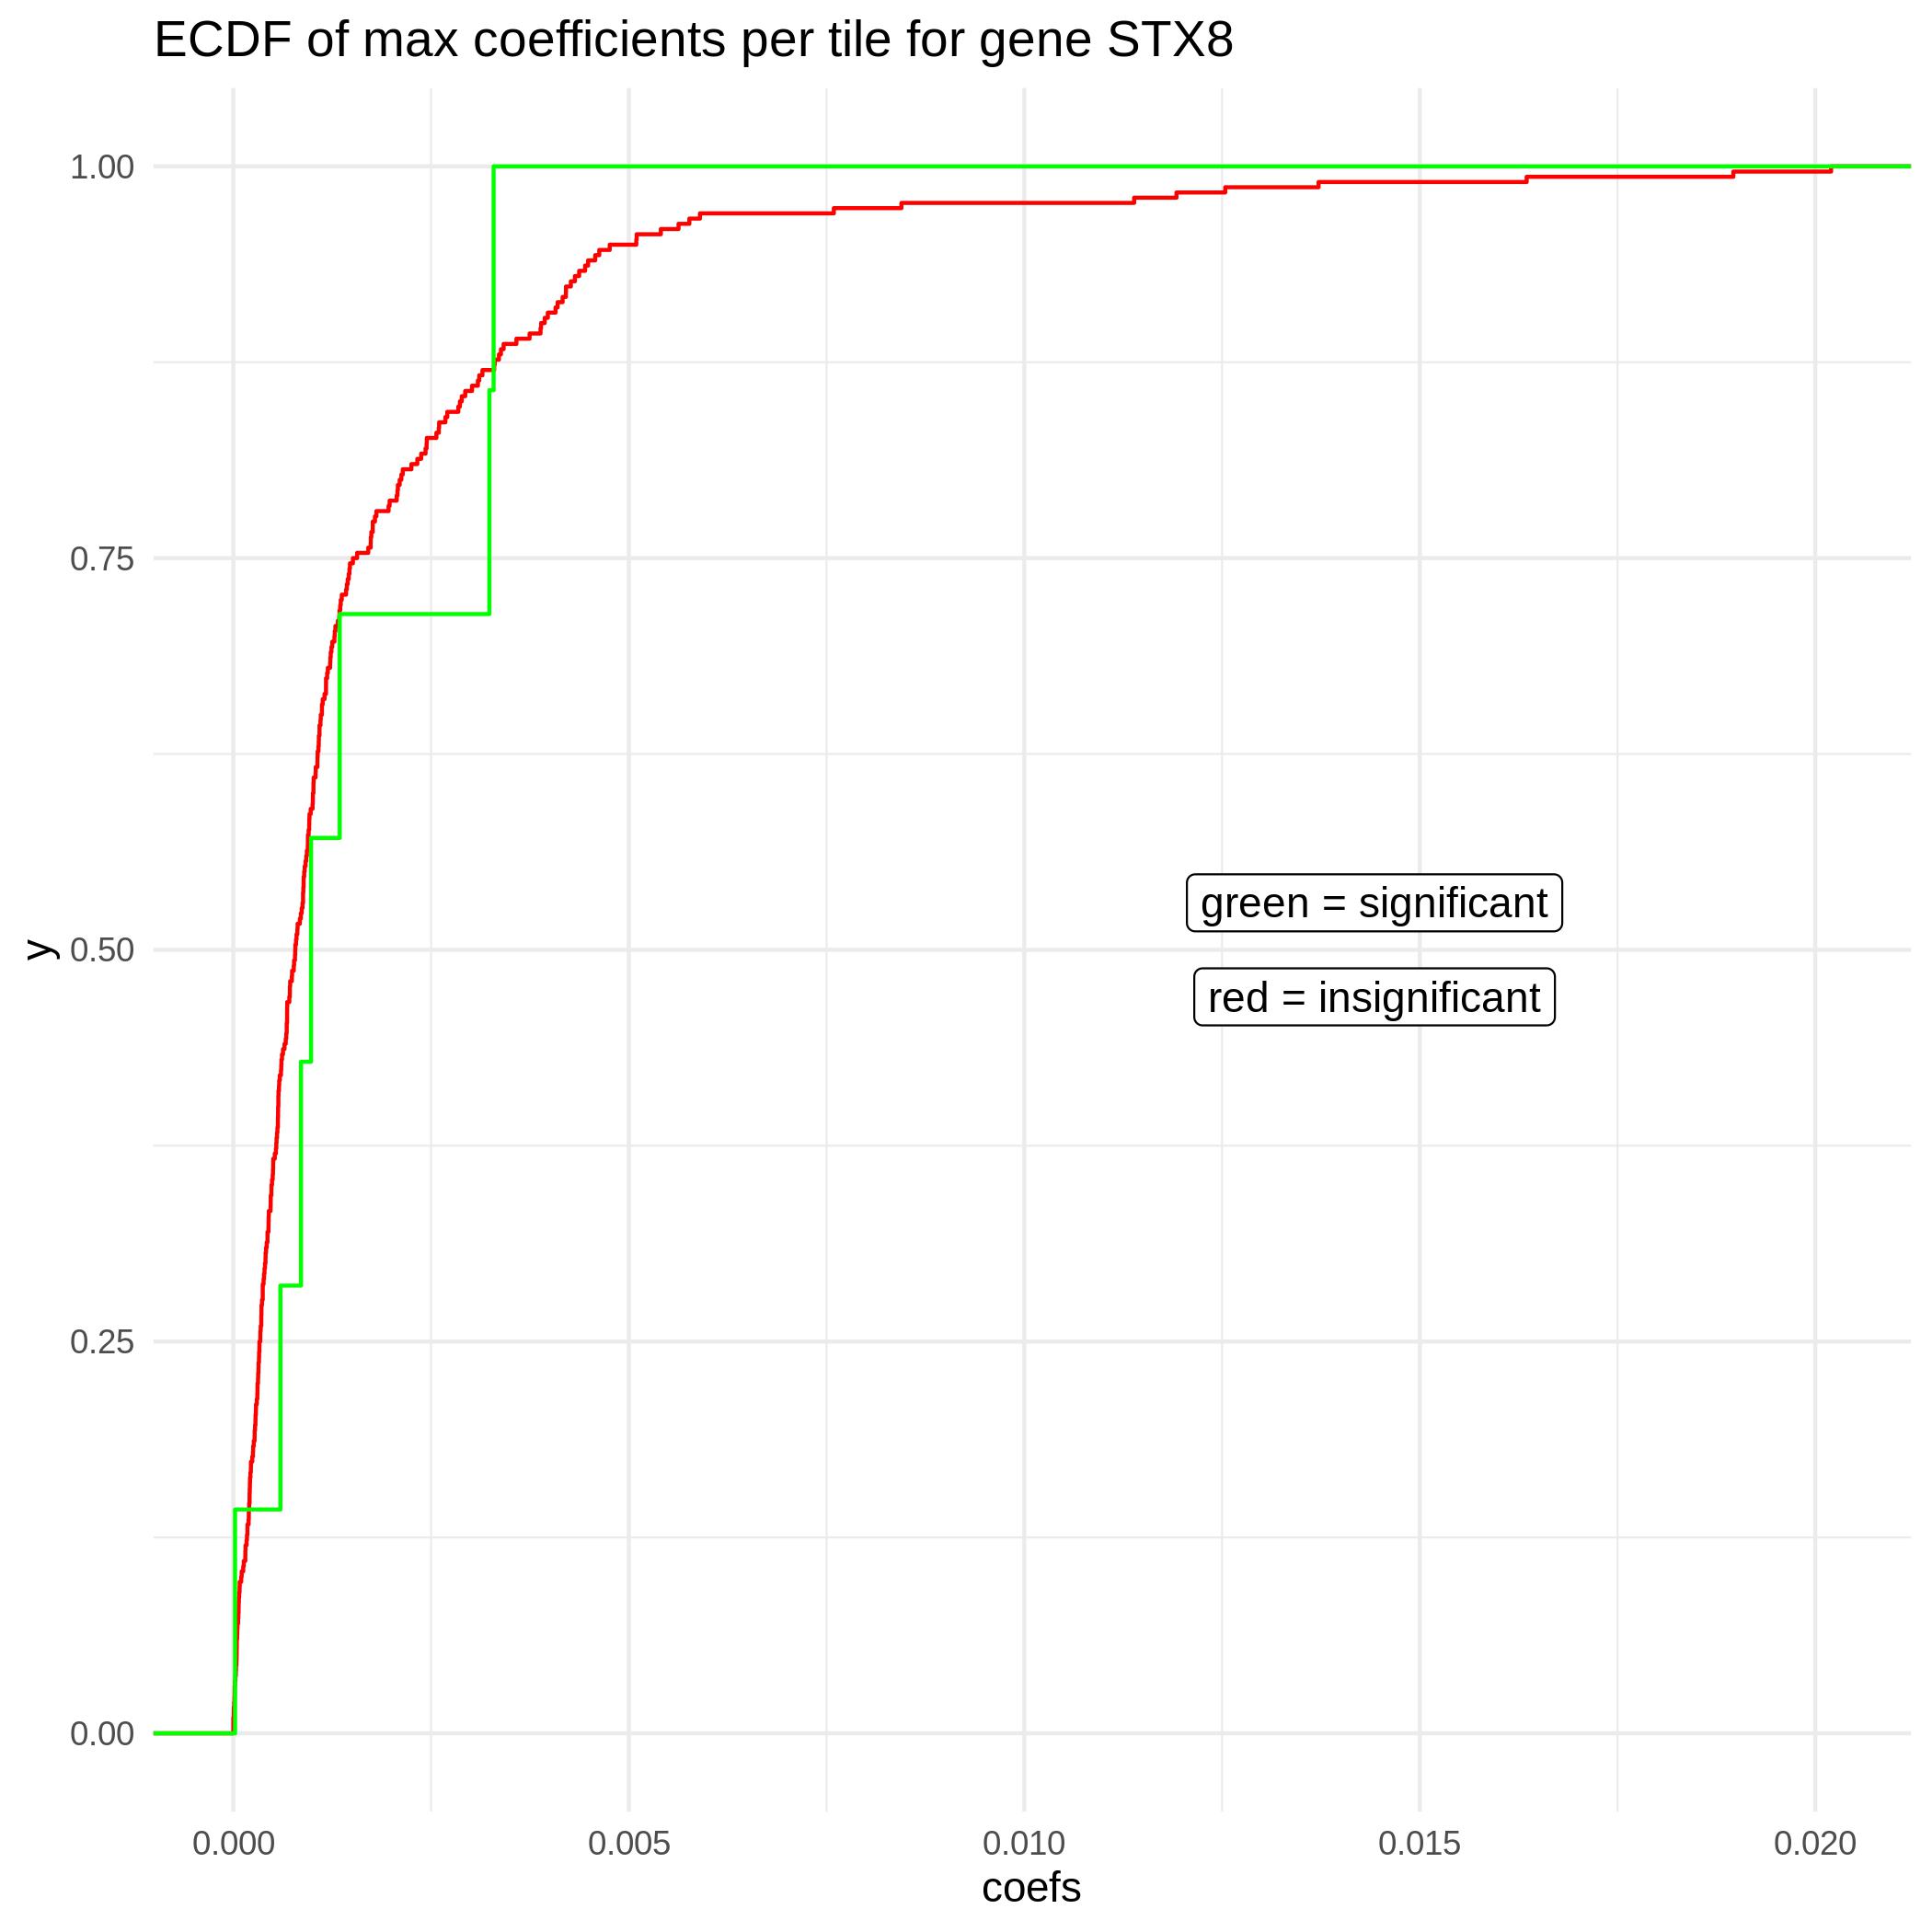 ECDF of max coefficients per tile for gene STX8
1.00
0.75
0.50
0.25
0.00
y
green = significant
red = insignificant
0.000 0.005 0.010 0.015 0.020
coefs